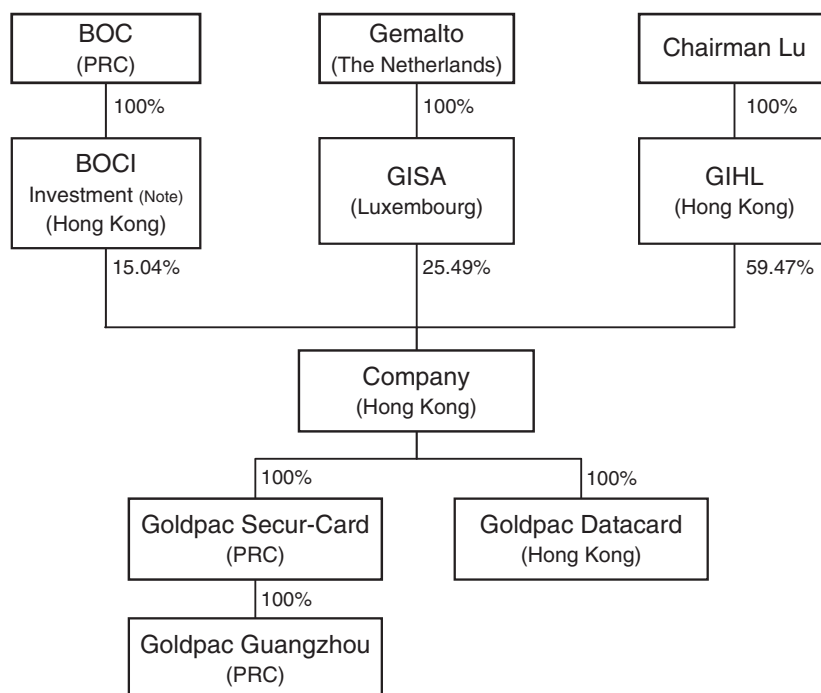 BOC
(PRC)
Gemalto
(The Netherlands)
Chairman Lu
100%
100%
100%
BOCI
Investment (Note)
(Hong Kong)
GISA
(Luxembourg)
GIHL
(Hong Kong)
15.04%
25.49%
59.47%
Company
(Hong Kong)
100%
100%
Goldpac Secur-Card
(PRC)
Goldpac Datacard
(Hong Kong)
100%
Goldpac Guangzhou
(PRC)